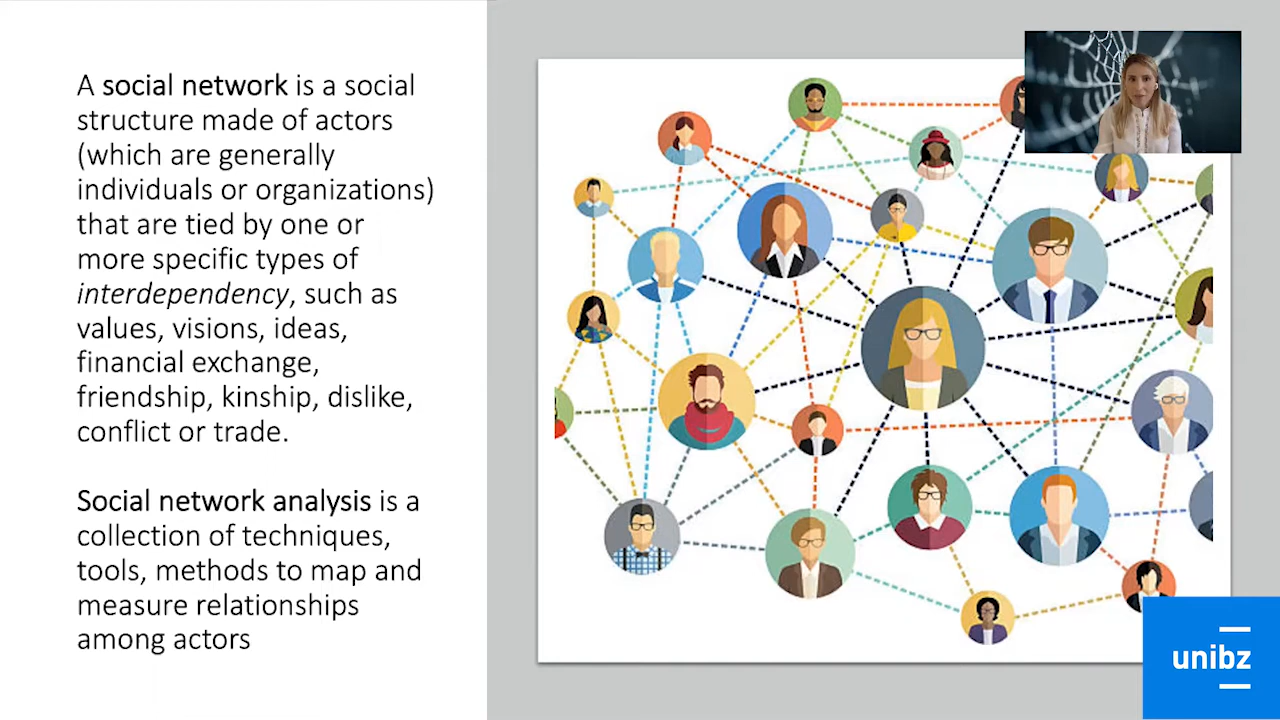 A social network is a social
structure made of actors
(which are generally
individuals or organizations)
that are tied by one or
more specific types of
interdependency, such as
values, visions, ideas,
financial exchange,
friendship, kinship, dislike,
conflict or trade.
Social network analysis is a
collection of techniques,
tools, methods to map and
measure relationships
among actors
unibz